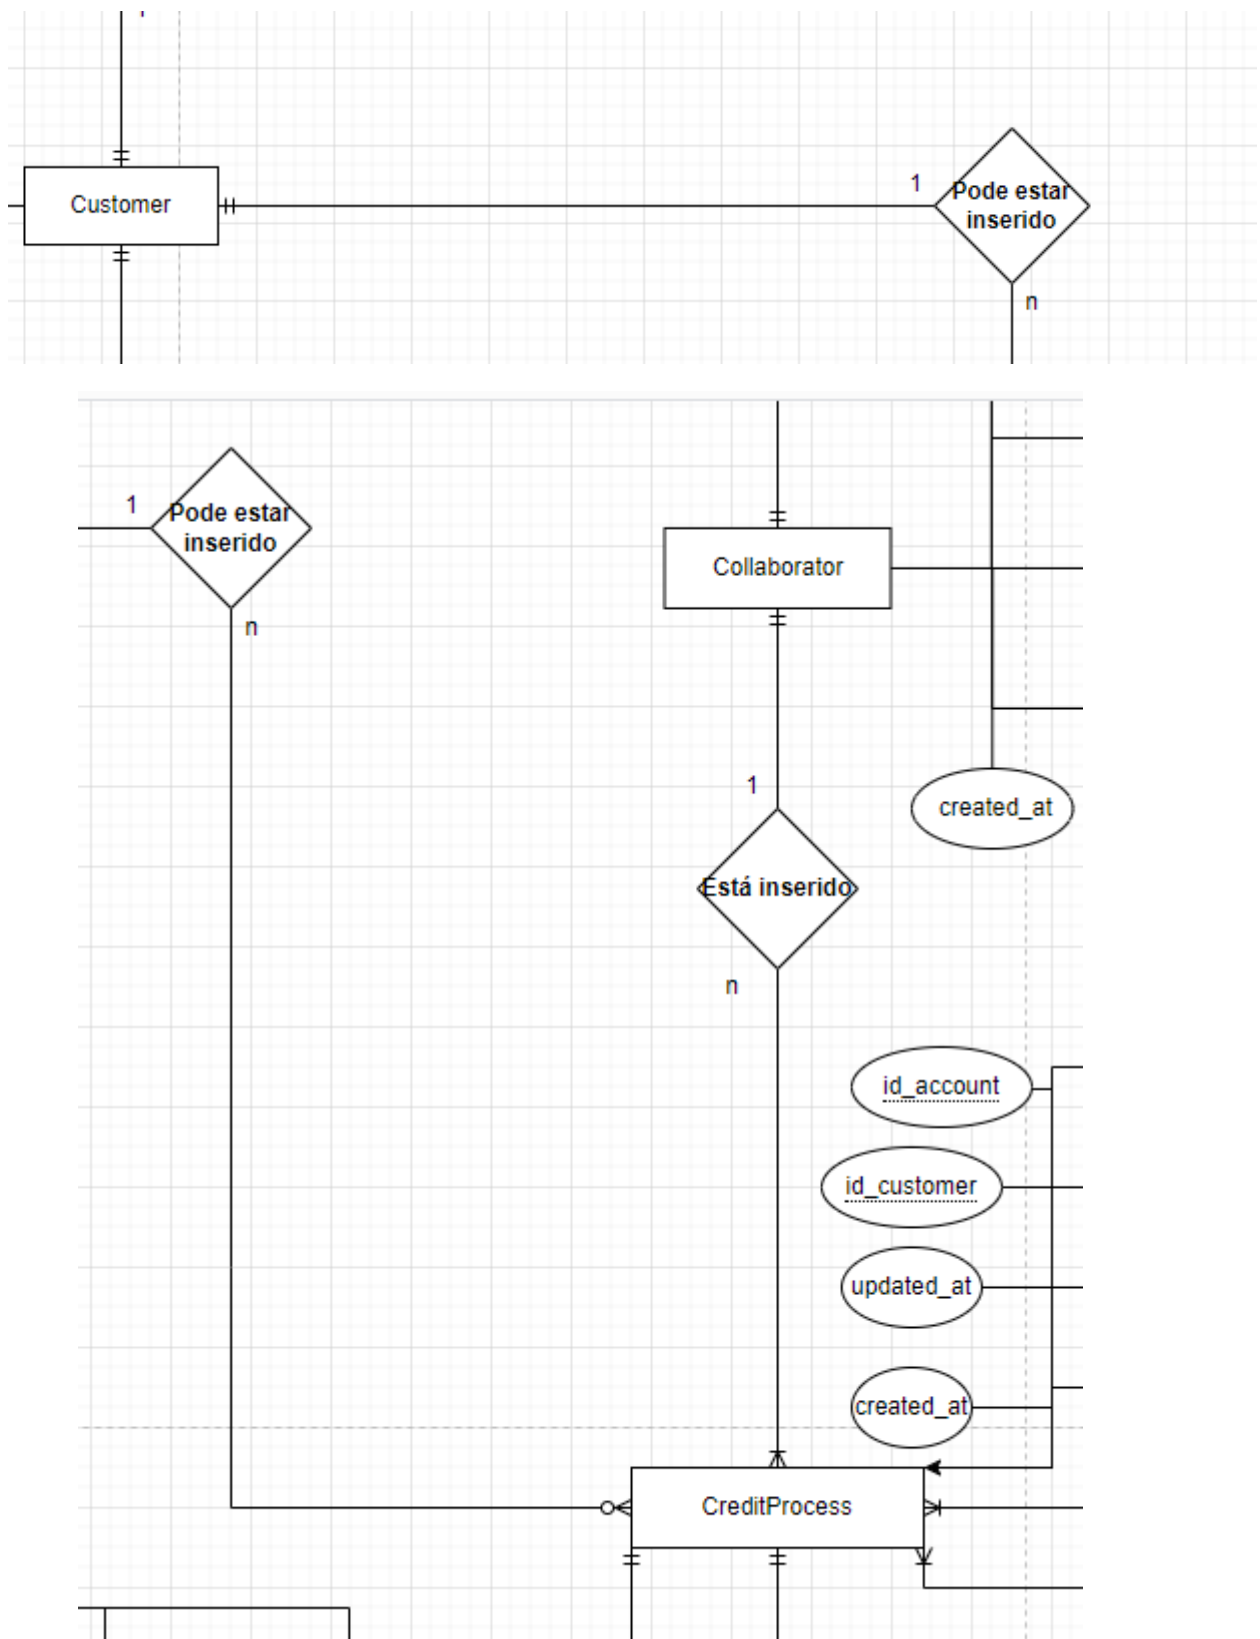 Customer
1
Pode estar
inserido
n
1
Pode estar
inserido
n
Collaborator
1
created_at
Está inserido
n
id_account
id_customer
updated_at
created_at
CreditProcess